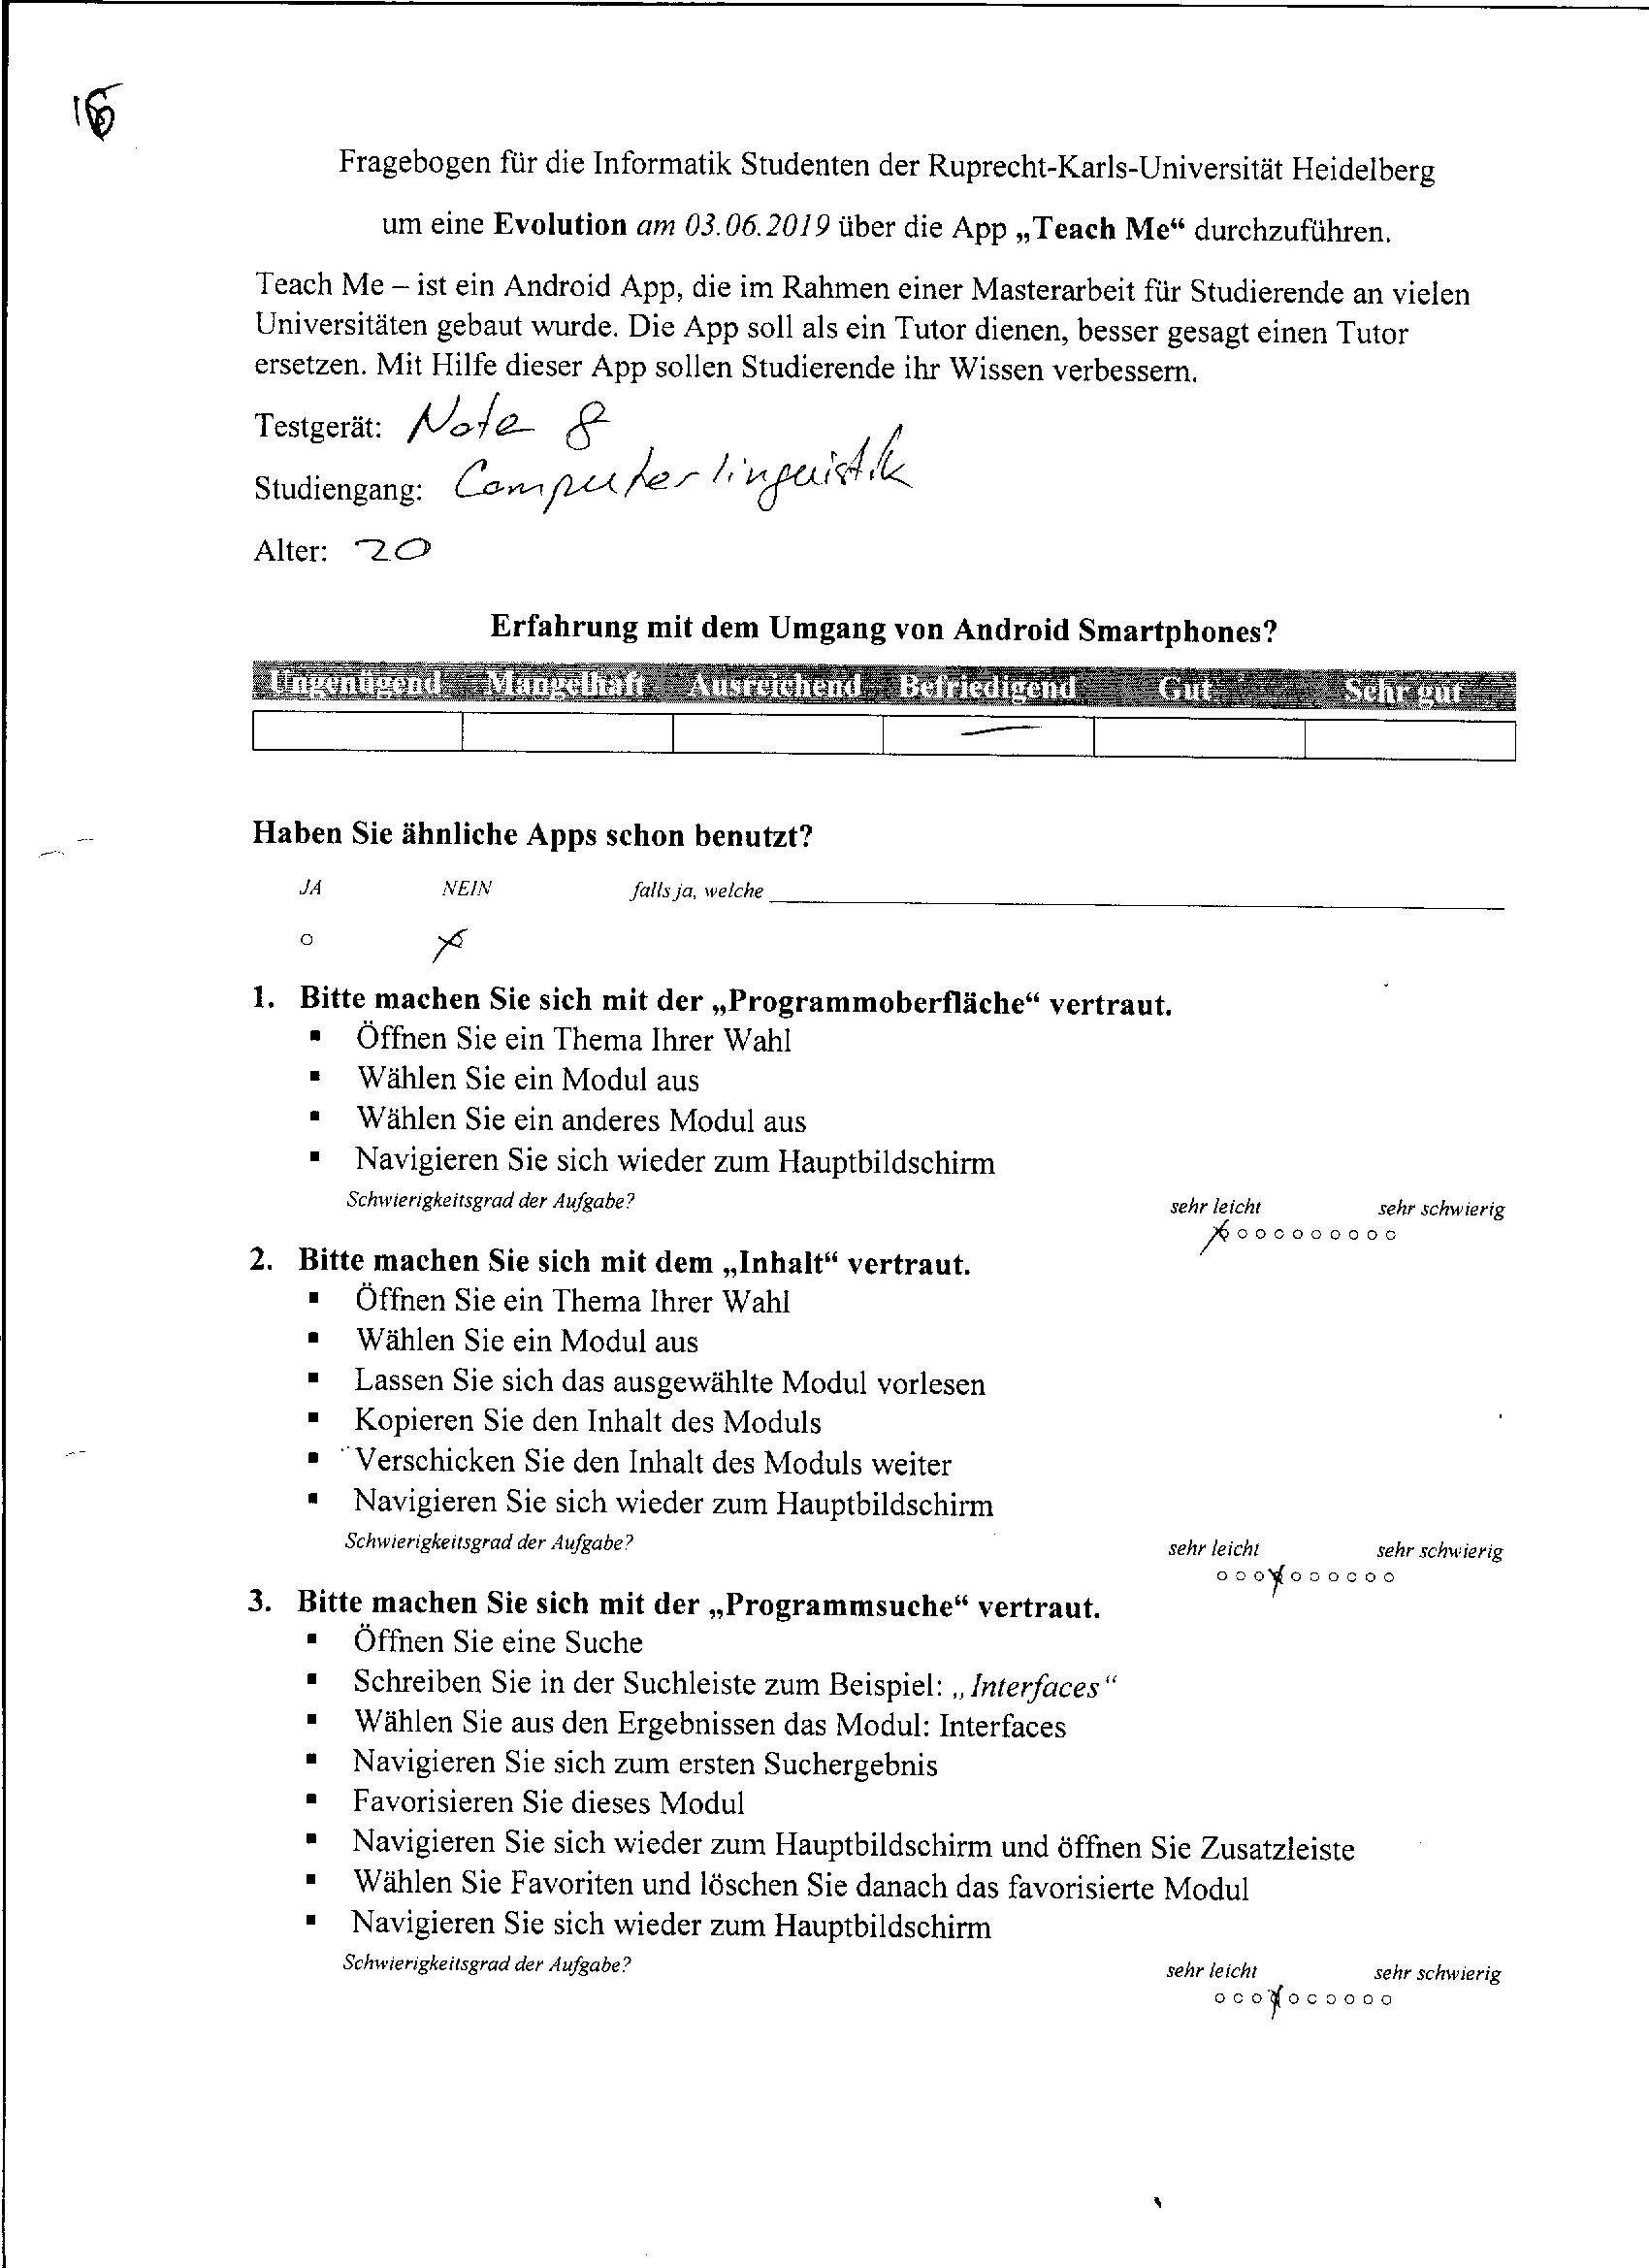 16
Fragebogen für die Informatik Studenten der Ruprecht-Karls-Universität Heidelberg
um eine Evolution am 03.06.2019 über die App „Teach Me“ durchzuführen.
Teach Me – ist ein Android App, die im Rahmen einer Masterarbeit für Studierende an vielen
Universitäten gebaut wurde. Die App soll als ein Tutor dienen, besser gesagt einen Tutor
ersetzen. Mit Hilfe dieser App sollen Studierende ihr Wissen verbessern.
Testgerät: Note 8
Studiengang: Computerlinguistik
Alter: 20
Erfahrung mit dem Umgang von Android Smartphones?
Ungenügend Mangelhaft Ausreichend Befriedigend Gut Sehr gut
Haben Sie ähnliche Apps schon benutzt?
JA NEIN falls ja, welche
1. Bitte machen Sie sich mit der „Programmoberfläche“ vertraut.
▪ Öffnen Sie ein Thema Ihrer Wahl
▪ Wählen Sie ein Modul aus
▪ Wählen Sie ein anderes Modul aus
▪ Navigieren Sie sich wieder zum Hauptbildschirm
Schwierigkeitsgrad der Aufgabe? sehr leicht sehr schwierig
2. Bitte machen Sie sich mit dem „Inhalt“ vertraut.
▪ Öffnen Sie ein Thema Ihrer Wahl
▪ Wählen Sie ein Modul aus
▪ Lassen Sie sich das ausgewählte Modul vorlesen
▪ Kopieren Sie den Inhalt des Moduls
▪ Verschicken Sie den Inhalt des Moduls weiter
▪ Navigieren Sie sich wieder zum Hauptbildschirm
Schwierigkeitsgrad der Aufgabe? sehr leicht sehr schwierig
3. Bitte machen Sie sich mit der „Programmsuche“ vertraut.
▪ Öffnen Sie eine Suche
▪ Schreiben Sie in der Suchleiste zum Beispiel: „Interfaces“
▪ Wählen Sie aus den Ergebnissen das Modul: Interfaces
▪ Navigieren Sie sich zum ersten Suchergebnis
▪ Favorisieren Sie dieses Modul
▪ Navigieren Sie sich wieder zum Hauptbildschirm und öffnen Sie Zusatzleiste
▪ Wählen Sie Favoriten und löschen Sie danach das favorisierte Modul
▪ Navigieren Sie sich wieder zum Hauptbildschirm
Schwierigkeitsgrad der Aufgabe? sehr leicht sehr schwierig